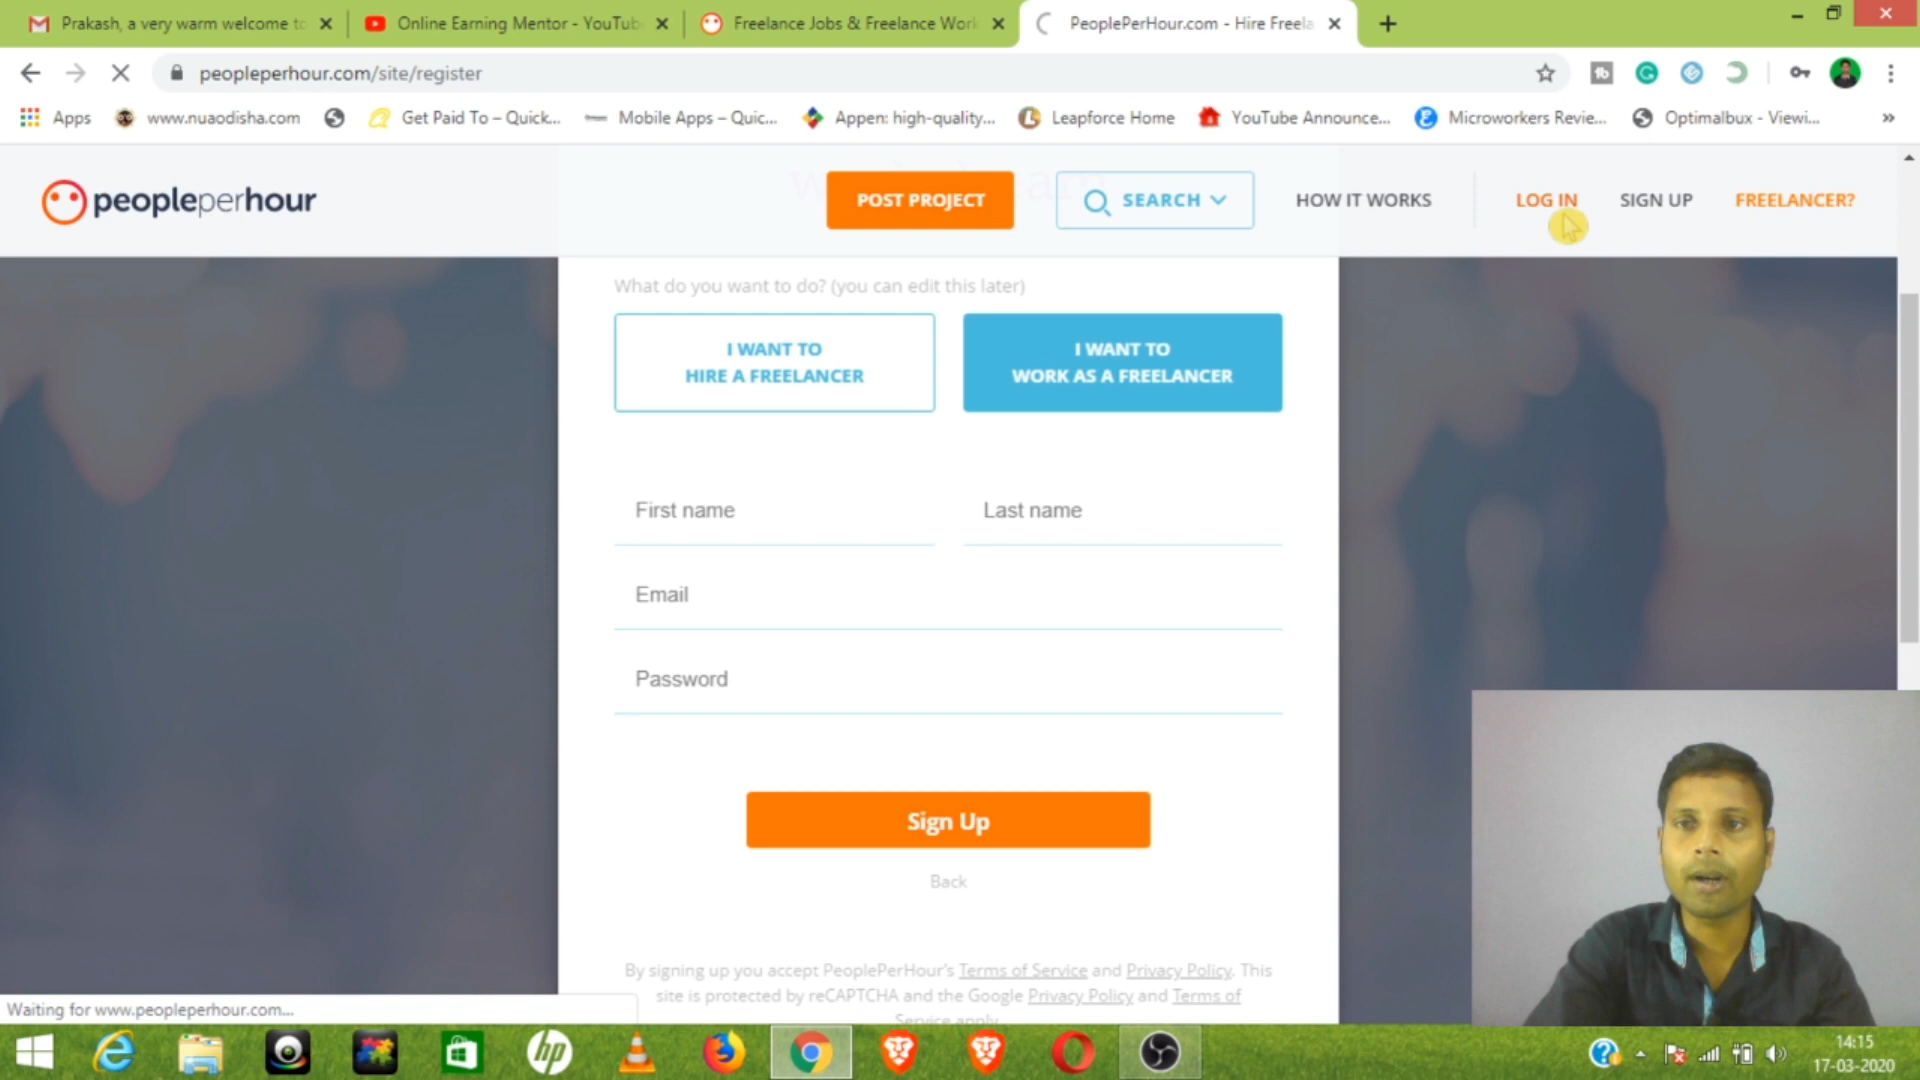 Prakash, a very warm welcome to
Online Earning Mentor - YouTube
Freelance Jobs & Freelance Work
PeoplePerHour.com - Hire Freela
peopleperhour.com/site/register
Apps
www.nuaodisha.com
Get Paid To – Quick...
Mobile Apps – Quic...
Appen: high-quality...
Leapforce Home
YouTube Announce...
Microworkers Revie...
Optimalbux - Viewi...
»
peopleperhour
POST PROJECT
SEARCH
HOW IT WORKS
LOG IN
SIGN UP
FREELANCER?
What do you want to do? (you can edit this later)
I WANT TO
HIRE A FREELANCER
I WANT TO
WORK AS A FREELANCER
First name
Last name
Email
Password
Sign Up
Back
By signing up you accept PeoplePerHour's Terms of Service and Privacy Policy. This
site is protected by reCAPTCHA and the Google Privacy Policy and Terms of
Service apply.
Waiting for www.peopleperhour.com...
hp
14:15
17-03-2020